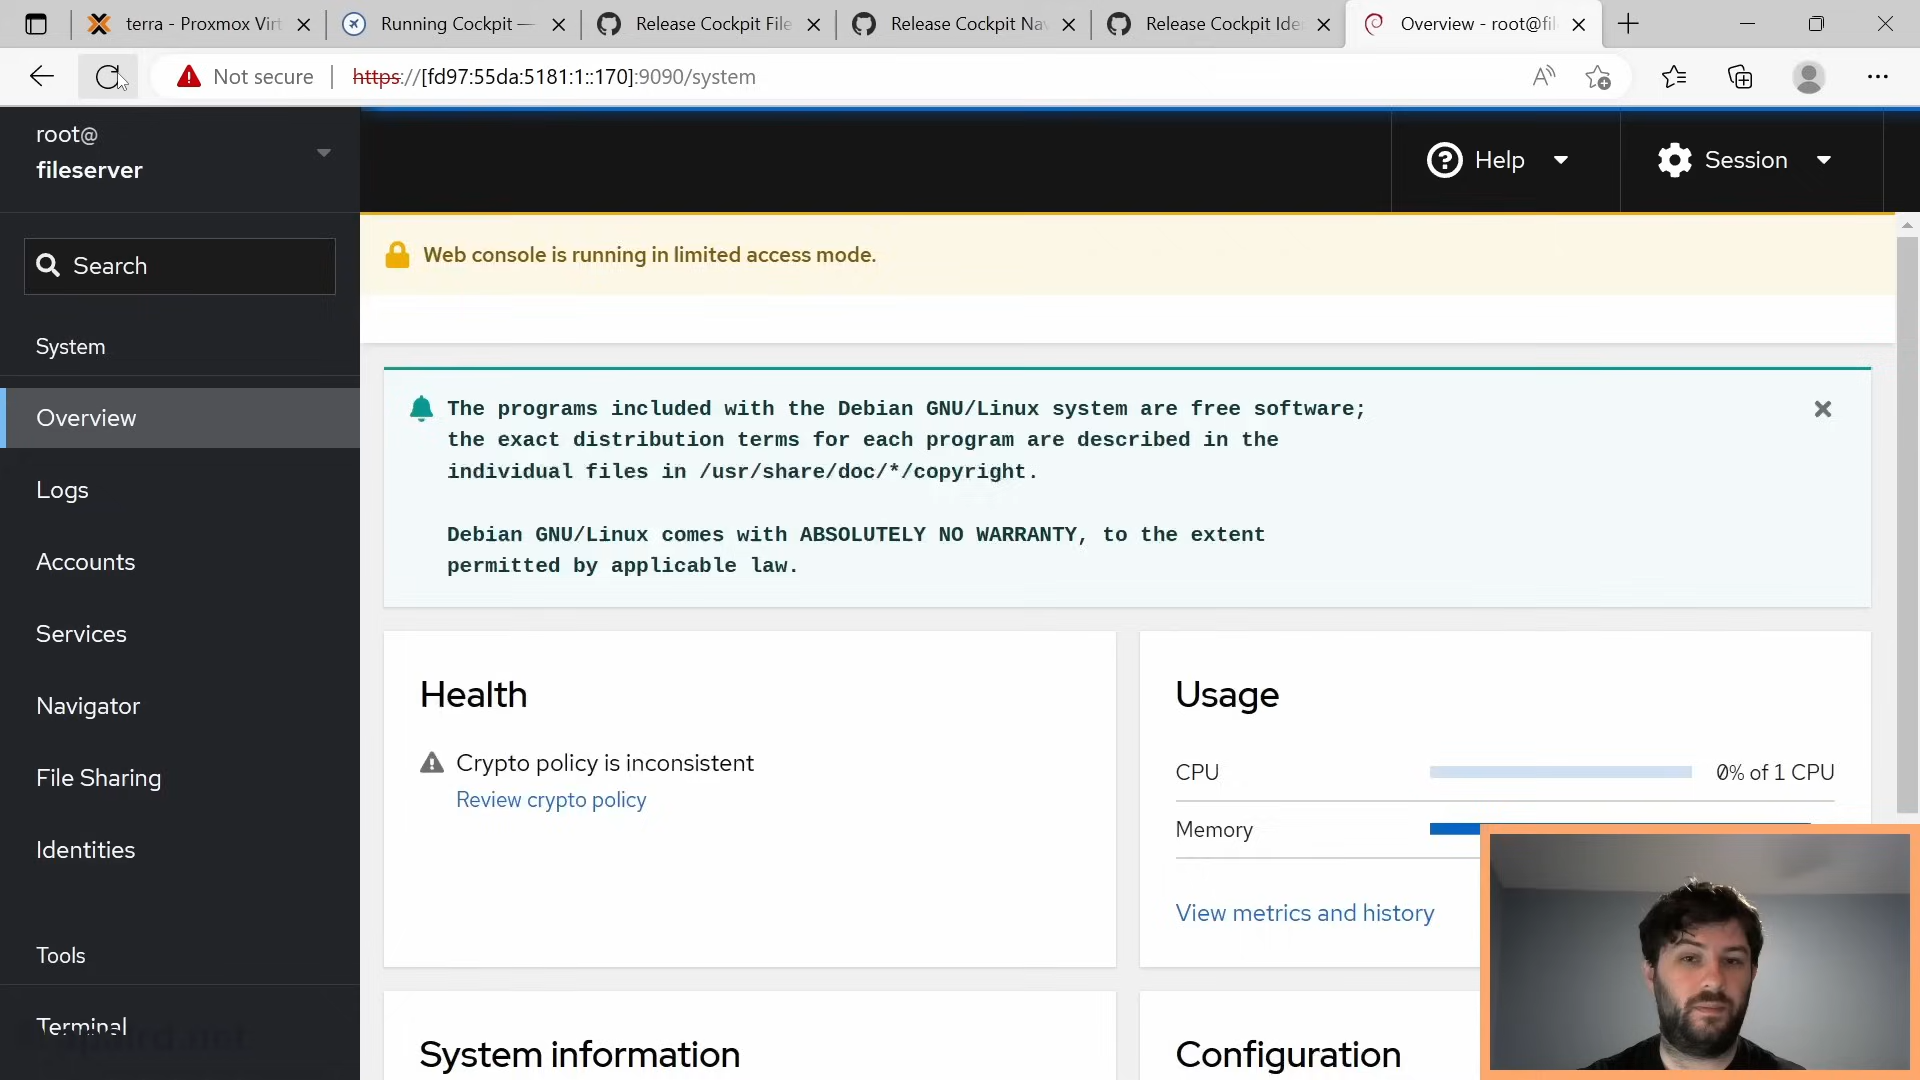 terra - Proxmox Virt
Running Cockpit —
Release Cockpit File
Release Cockpit Nav
Release Cockpit Iden
Overview - root@fil
Not secure
https://[fd97:55da:5181:1::170]:9090/system
root@
fileserver
Help
Session
Search
Web console is running in limited access mode.
System
Overview
Logs
Accounts
Services
Navigator
File Sharing
Identities
Tools
Terminal
The programs included with the Debian GNU/Linux system are free software;
the exact distribution terms for each program are described in the
individual files in /usr/share/doc/*/copyright.
Debian GNU/Linux comes with ABSOLUTELY NO WARRANTY, to the extent
permitted by applicable law.
Health
Crypto policy is inconsistent
Review crypto policy
Usage
CPU
0% of 1 CPU
Memory
View metrics and history
System information
Configuration